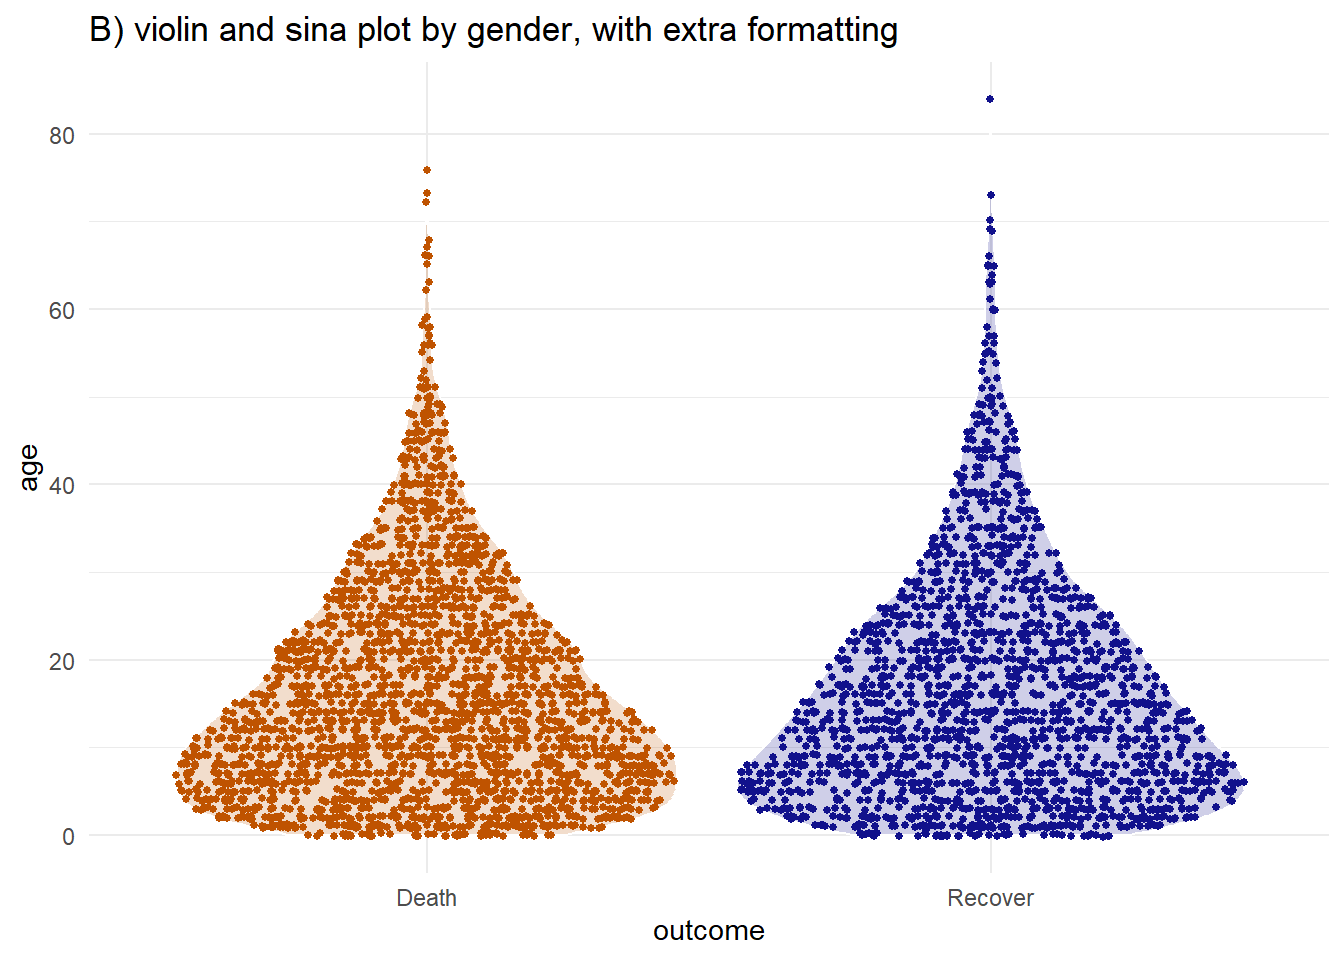 B) violin and sina plot by gender, with extra formatting
80
60
40
20
0
age
Death
Recover
outcome